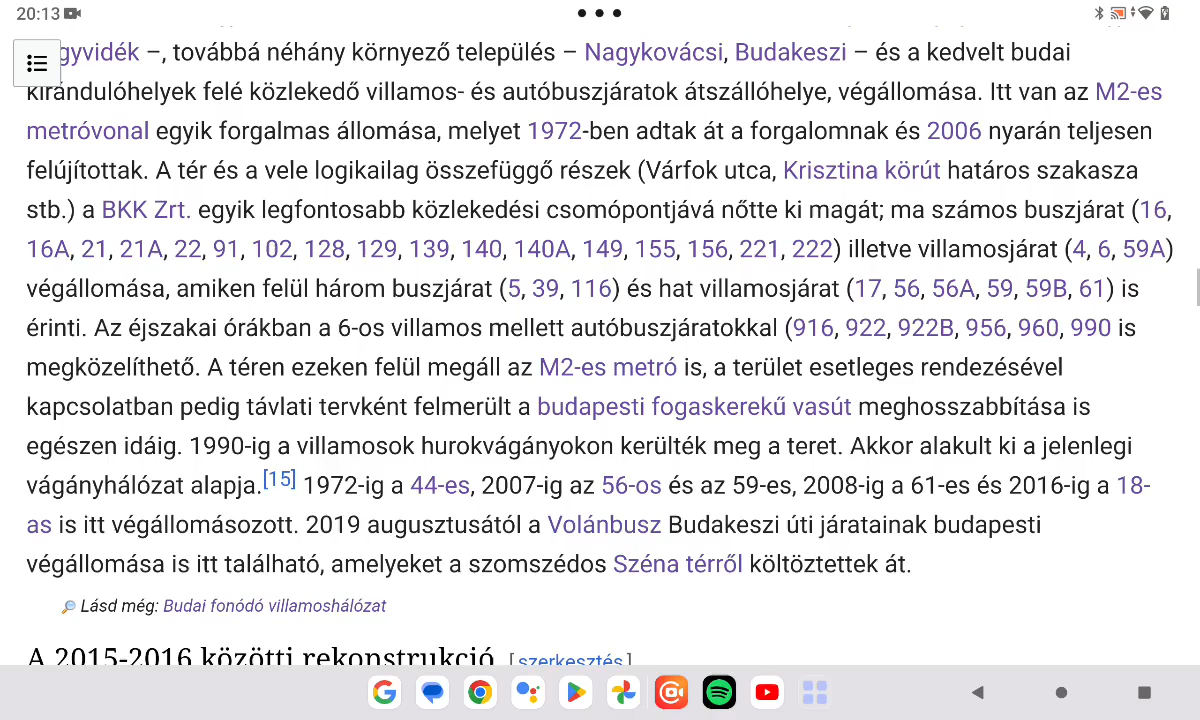 20:13
gyvidék –, továbbá néhány környező település – Nagykovácsi, Budakeszi – és a kedvelt budai
kirándulóhelyek felé közlekedő villamos- és autóbuszjáratok átszállóhelye, végállomása. Itt van az M2-es
metróvonal egyik forgalmas állomása, melyet 1972-ben adtak át a forgalomnak és 2006 nyarán teljesen
felújítottak. A tér és a vele logikailag összefüggő részek (Várfok utca, Krisztina körút határos szakasza
stb.) a BKK Zrt. egyik legfontosabb közlekedési csomópontjává nőtte ki magát; ma számos buszjárat (16,
16A, 21, 21A, 22, 91, 102, 128, 129, 139, 140, 140A, 149, 155, 156, 221, 222) illetve villamosjárat (4, 6, 59A)
végállomása, amiken felül három buszjárat (5, 39, 116) és hat villamosjárat (17, 56, 56A, 59, 59B, 61) is
érinti. Az éjszakai órákban a 6-os villamos mellett autóbuszjáratokkal (916, 922, 922B, 956, 960, 990 is
megközelíthető. A téren ezeken felül megáll az M2-es metró is, a terület esetleges rendezésével
kapcsolatban pedig távlati tervként felmerült a budapesti fogaskerekű vasút meghosszabbítása is
egészen idáig. 1990-ig a villamosok hurokvágányokon kerülték meg a teret. Akkor alakult ki a jelenlegi
vágányhálózat alapja.[15] 1972-ig a 44-es, 2007-ig az 56-os és az 59-es, 2008-ig a 61-es és 2016-ig a 18-
as is itt végállomásozott. 2019 augusztusától a Volánbusz Budakeszi úti járatainak budapesti
végállomása is itt található, amelyeket a szomszédos Széna térről költöztettek át.
Lásd még: Budai fonódó villamoshálózat
A 2015-2016 közötti rekonstrukció [szerkesztés]